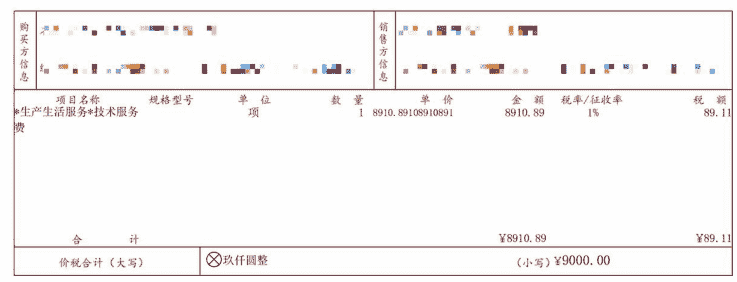 购买方信息
销售方信息
项目名称 规格型号 单 位 数 量 单 价 金 额 税率/征收率 税 额
*生产生活服务*技术服务费 项 1 8910.89108910891 8910.89 1% 89.11
合 计 ¥8910.89 ¥89.11
价税合计（大写） ⊗玖仟圆整 （小写）¥9000.00